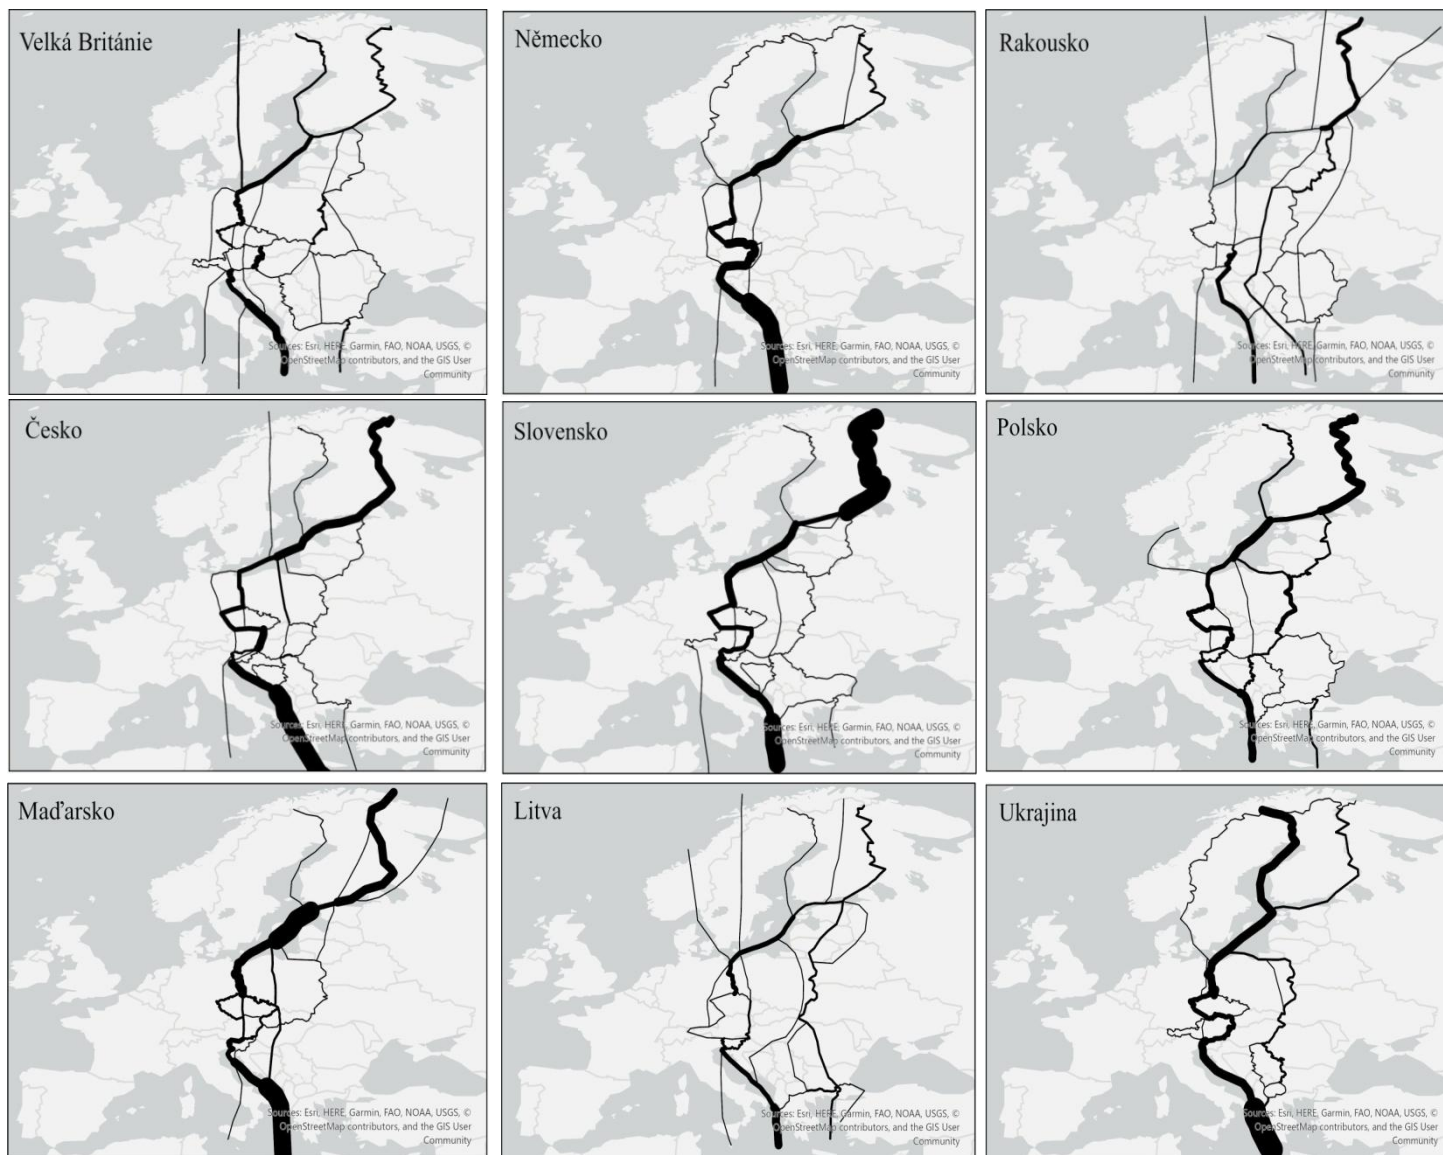 Velká Británie
Sources: Esri, HERE, Garmin, FAO, NOAA, USGS, ©
OpenStreetMap contributors, and the GIS User
Community
Německo
Sources: Esri, HERE, Garmin, FAO, NOAA, USGS, ©
OpenStreetMap contributors, and the GIS User
Community
Rakousko
Sources: Esri, HERE, Garmin, FAO, NOAA, USGS, ©
OpenStreetMap contributors, and the GIS User
Community
Česko
Sources: Esri, HERE, Garmin, FAO, NOAA, USGS, ©
OpenStreetMap contributors, and the GIS User
Community
Slovensko
Sources: Esri, HERE, Garmin, FAO, NOAA, USGS, ©
OpenStreetMap contributors, and the GIS User
Community
Polsko
Sources: Esri, HERE, Garmin, FAO, NOAA, USGS, ©
OpenStreetMap contributors, and the GIS User
Community
Maďarsko
Sources: Esri, HERE, Garmin, FAO, NOAA, USGS, ©
OpenStreetMap contributors, and the GIS User
Community
Litva
Sources: Esri, HERE, Garmin, FAO, NOAA, USGS, ©
OpenStreetMap contributors, and the GIS User
Community
Ukrajina
Sources: Esri, HERE, Garmin, FAO, NOAA, USGS, ©
OpenStreetMap contributors, and the GIS User
Community